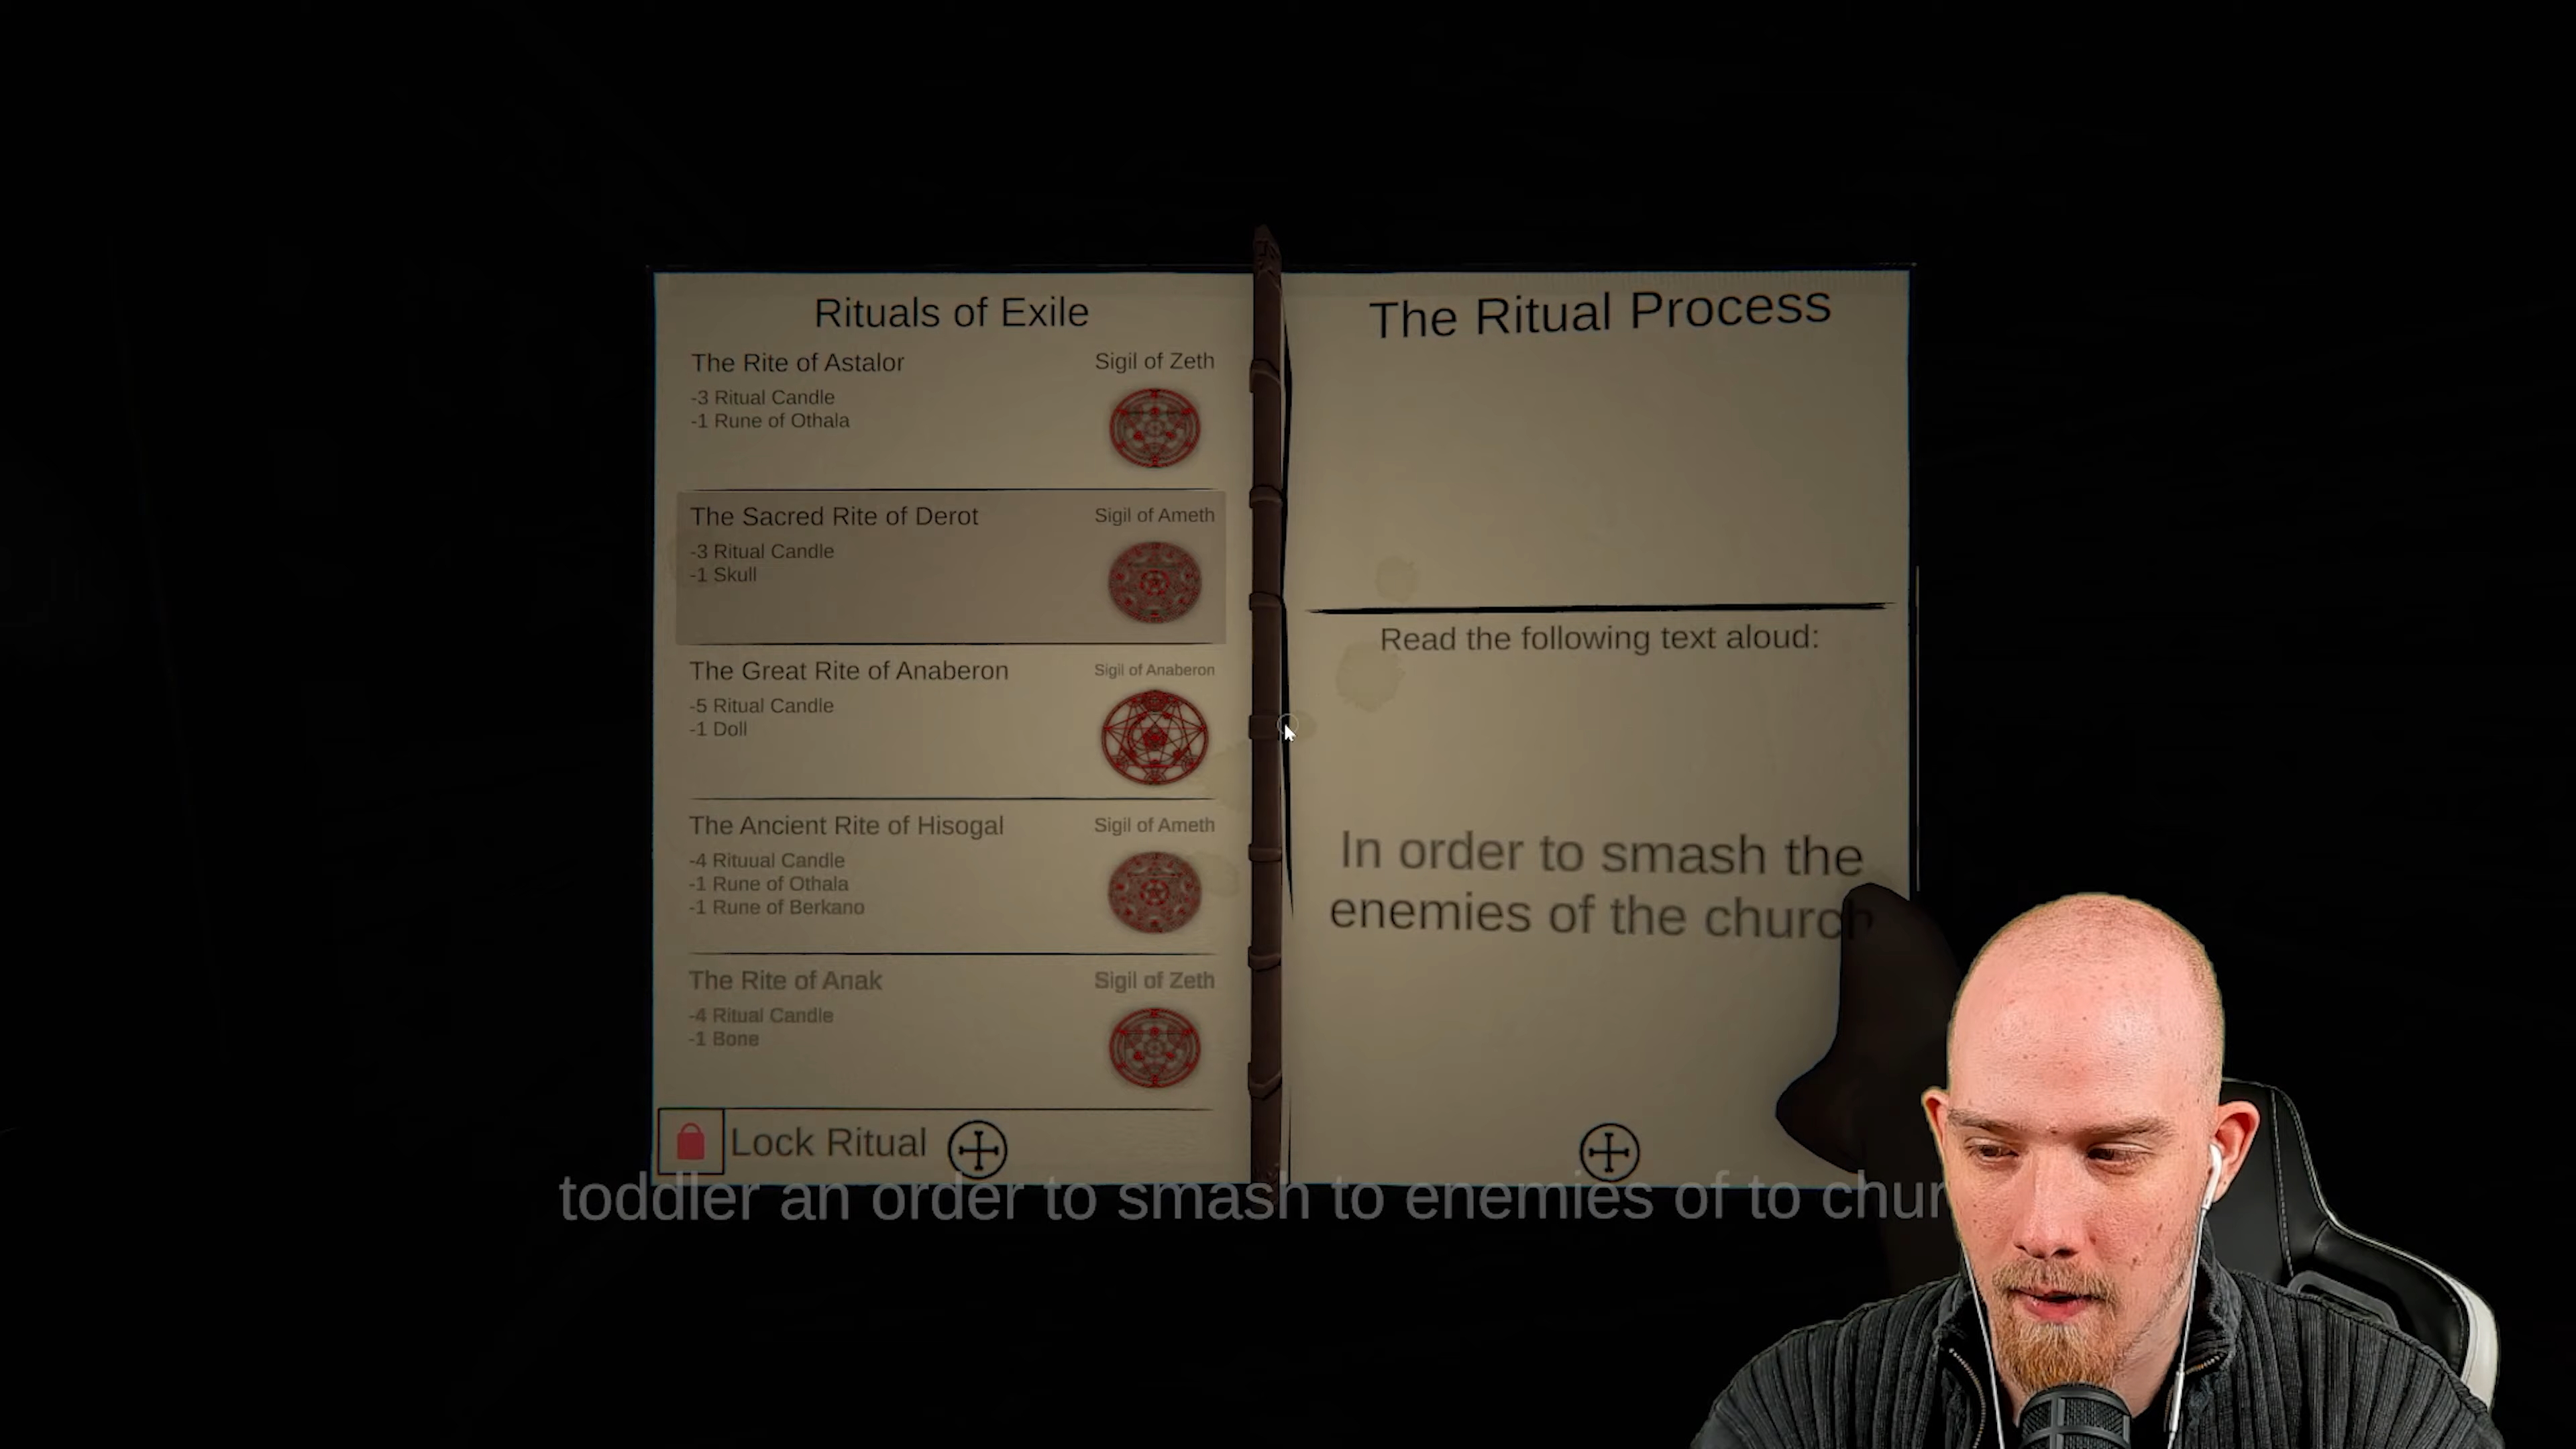 Rituals of Exile
The Rite of Astalor
Sigil of Zeth
-3 Ritual Candle
-1 Rune of Othala
The Sacred Rite of Derot
Sigil of Ameth
-3 Ritual Candle
-1 Skull
The Great Rite of Anaberon
Sigil of Anaberon
-5 Ritual Candle
-1 Doll
The Ancient Rite of Hisogal
Sigil of Ameth
-4 Rituual Candle
-1 Rune of Othala
-1 Rune of Berkano
The Rite of Anak
Sigil of Zeth
-4 Ritual Candle
-1 Bone
Lock Ritual
The Ritual Process
Read the following text aloud:
In order to smash the
enemies of the church
toddler an order to smash to enemies of to chur